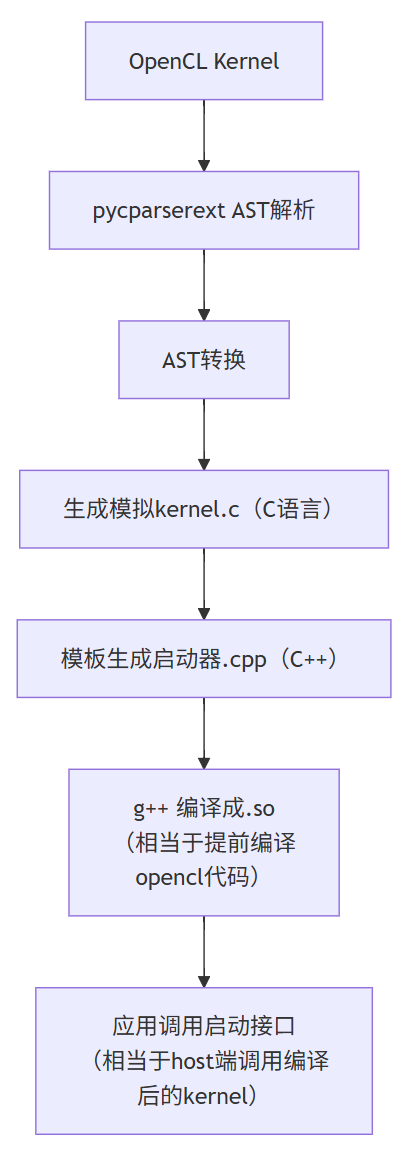 OpenCL Kernel
pycparserext AST解析
AST转换
生成模拟kernel.c（C语言）
模板生成启动器.cpp（C++）
g++ 编译成.so
（相当于提前编译
opencl代码）
应用调用启动接口
（相当于host端调用编译
后的kernel）